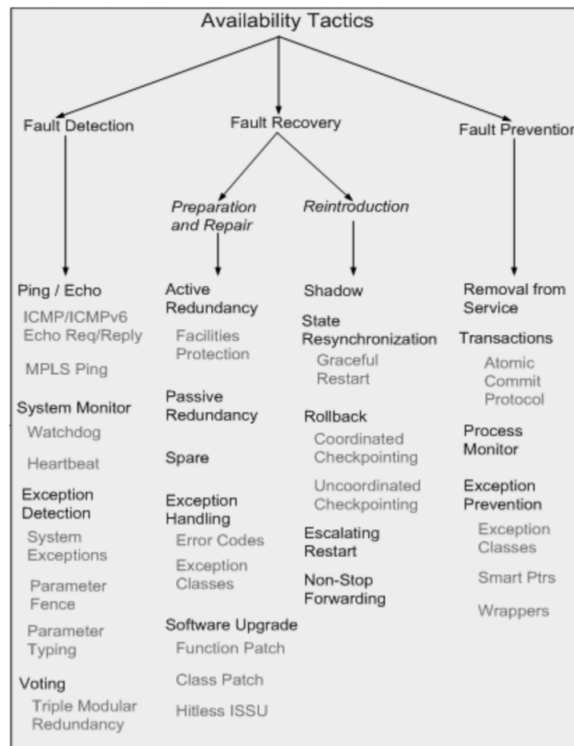 Availability Tactics
Fault Detection
Fault Recovery
Fault Prevention
Preparation
and Repair
Reintroduction
Ping / Echo
ICMP/ICMPv6
Echo Req/Reply
MPLS Ping
System Monitor
Watchdog
Heartbeat
Exception
Detection
System
Exceptions
Parameter
Fence
Parameter
Typing
Voting
Triple Modular
Redundancy
Active
Redundancy
Facilities
Protection
Passive
Redundancy
Spare
Exception
Handling
Error Codes
Exception
Classes
Software Upgrade
Function Patch
Class Patch
Hitless ISSU
Shadow
State
Resynchronization
Graceful
Restart
Rollback
Coordinated
Checkpointing
Uncoordinated
Checkpointing
Escalating
Restart
Non-Stop
Forwarding
Removal from
Service
Transactions
Atomic
Commit
Protocol
Process
Monitor
Exception
Prevention
Exception
Classes
Smart Ptrs
Wrappers